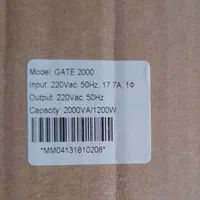 Model: GATE 2000
Input: 220Vac, 50Hz, 17.7A, 1Φ
Output: 220Vac, 50Hz
Capacity: 2000VA/1200W
*MM04131810208*